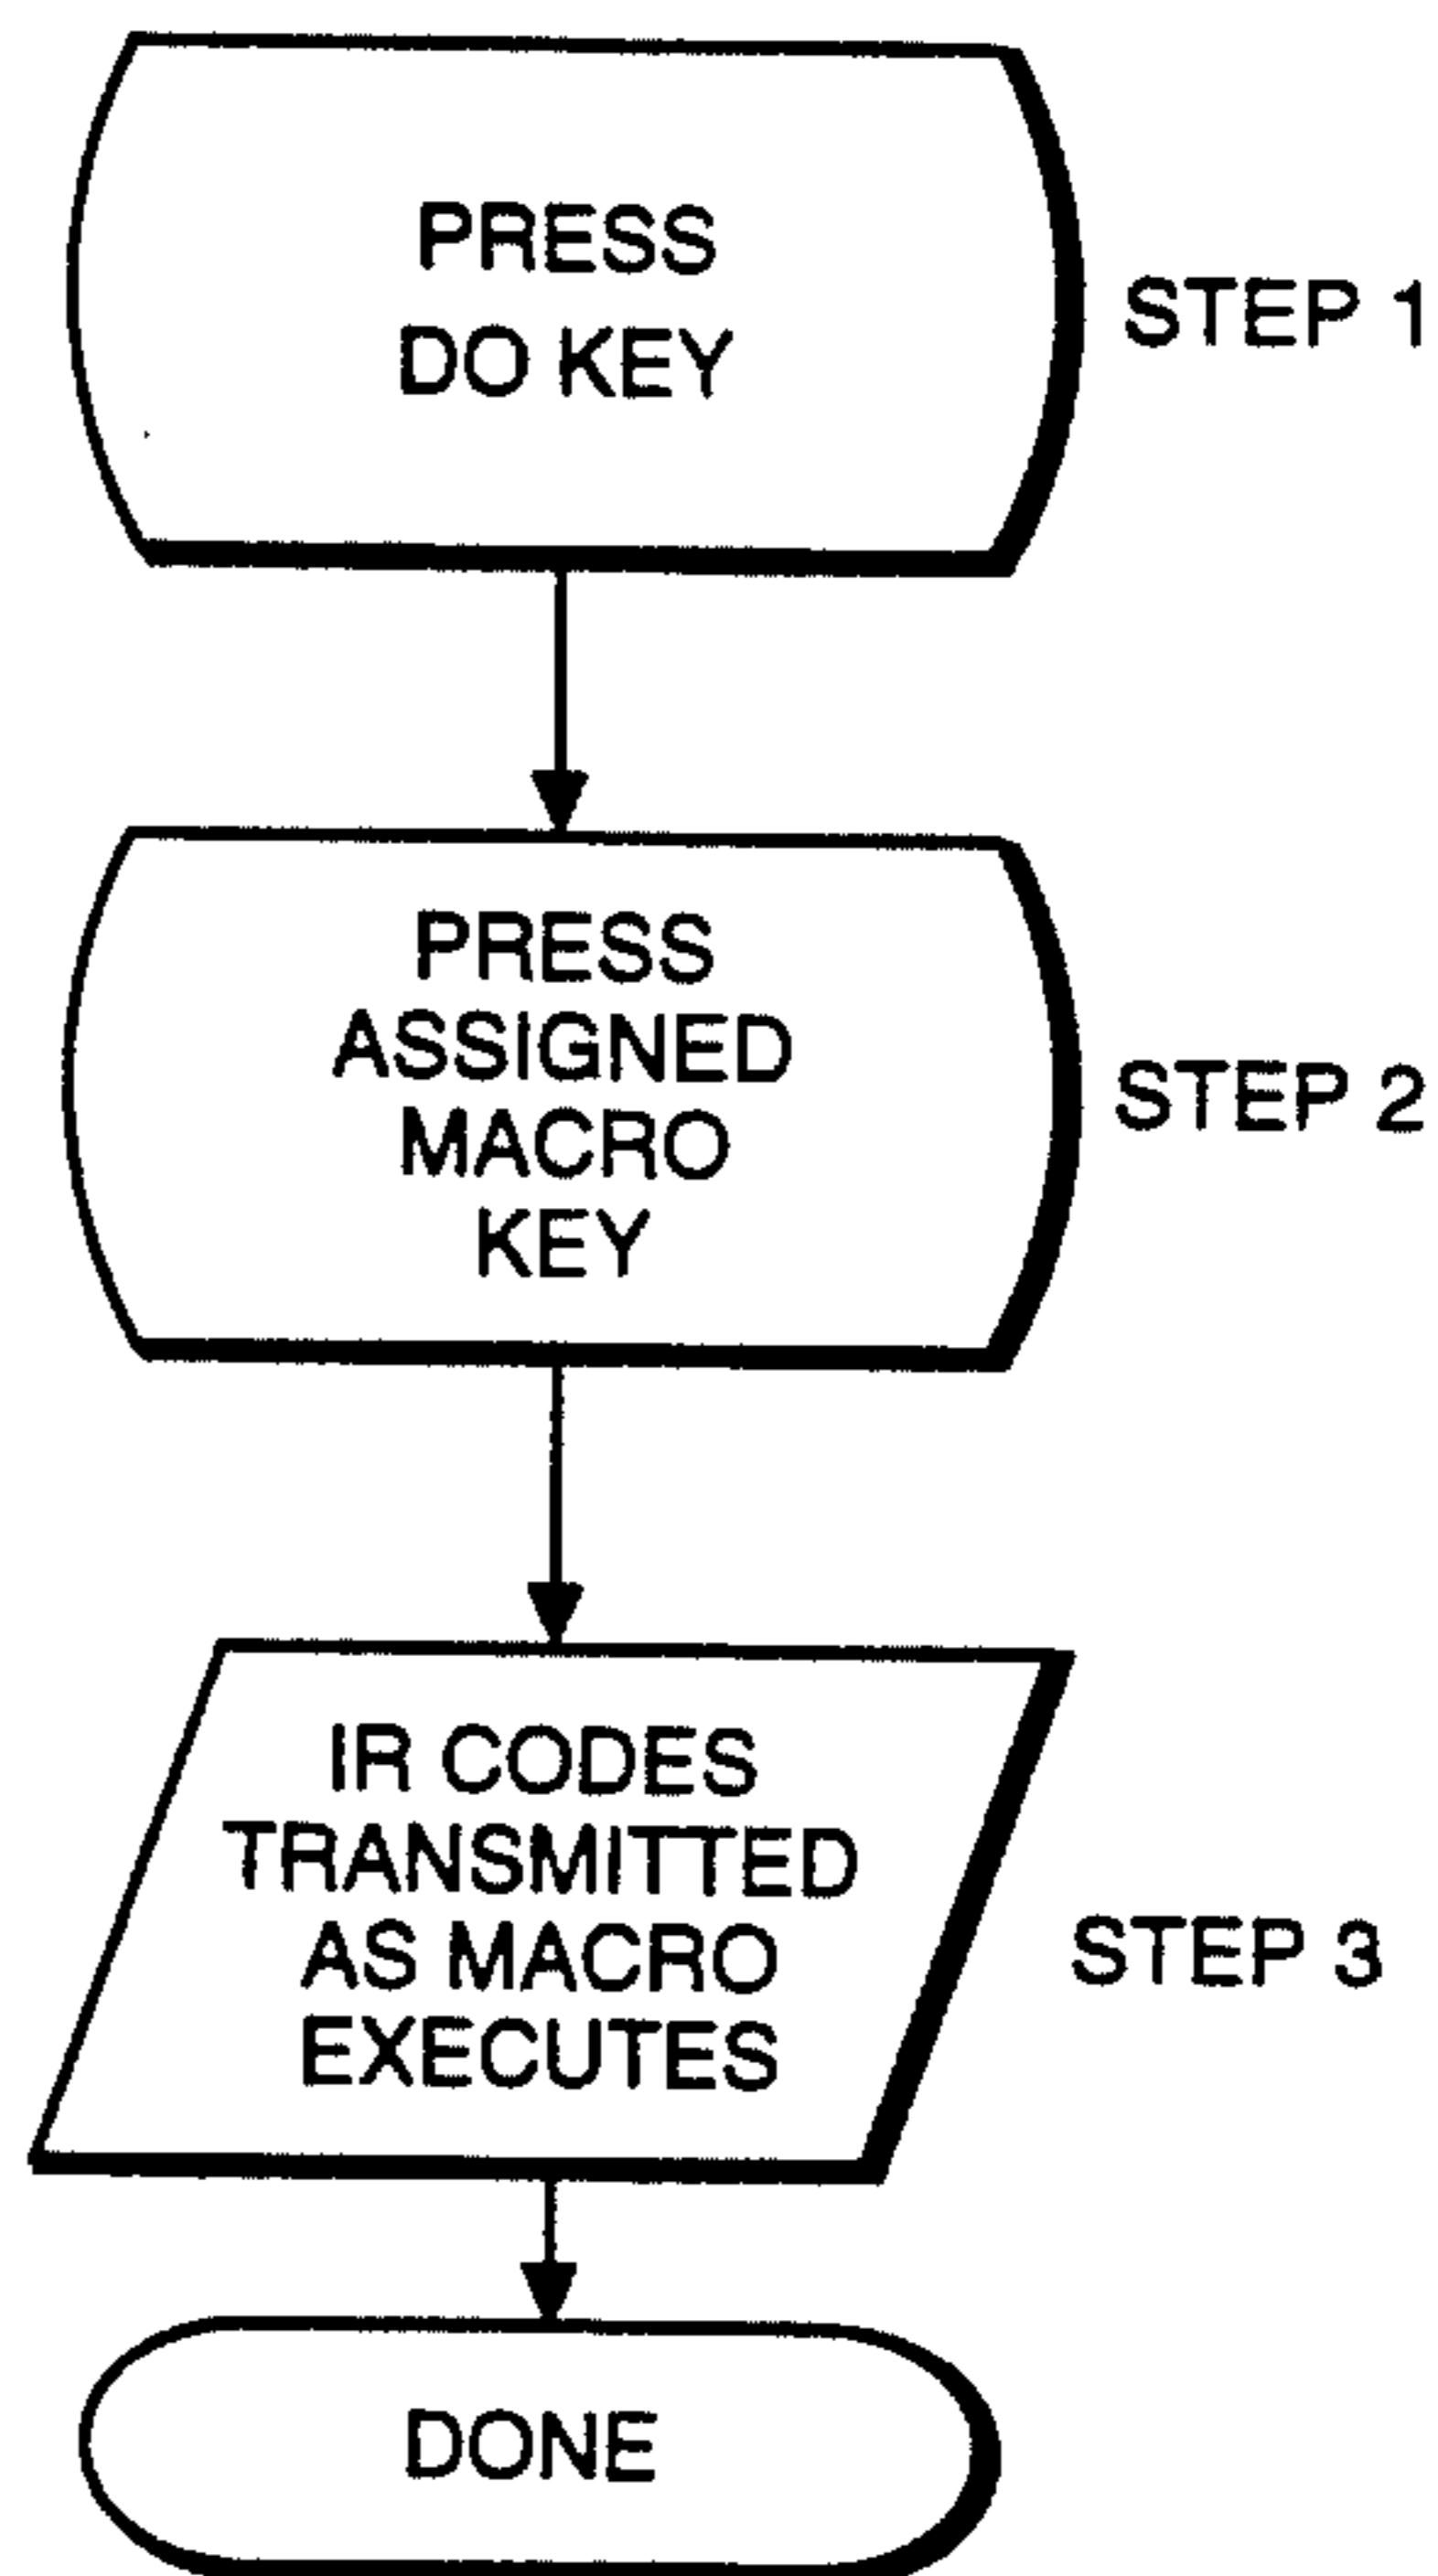 PRESS
DO KEY
STEP 1
PRESS
ASSIGNED
MACRO
KEY
STEP 2
IR CODES
TRANSMITTED
AS MACRO
EXECUTES
STEP 3
DONE